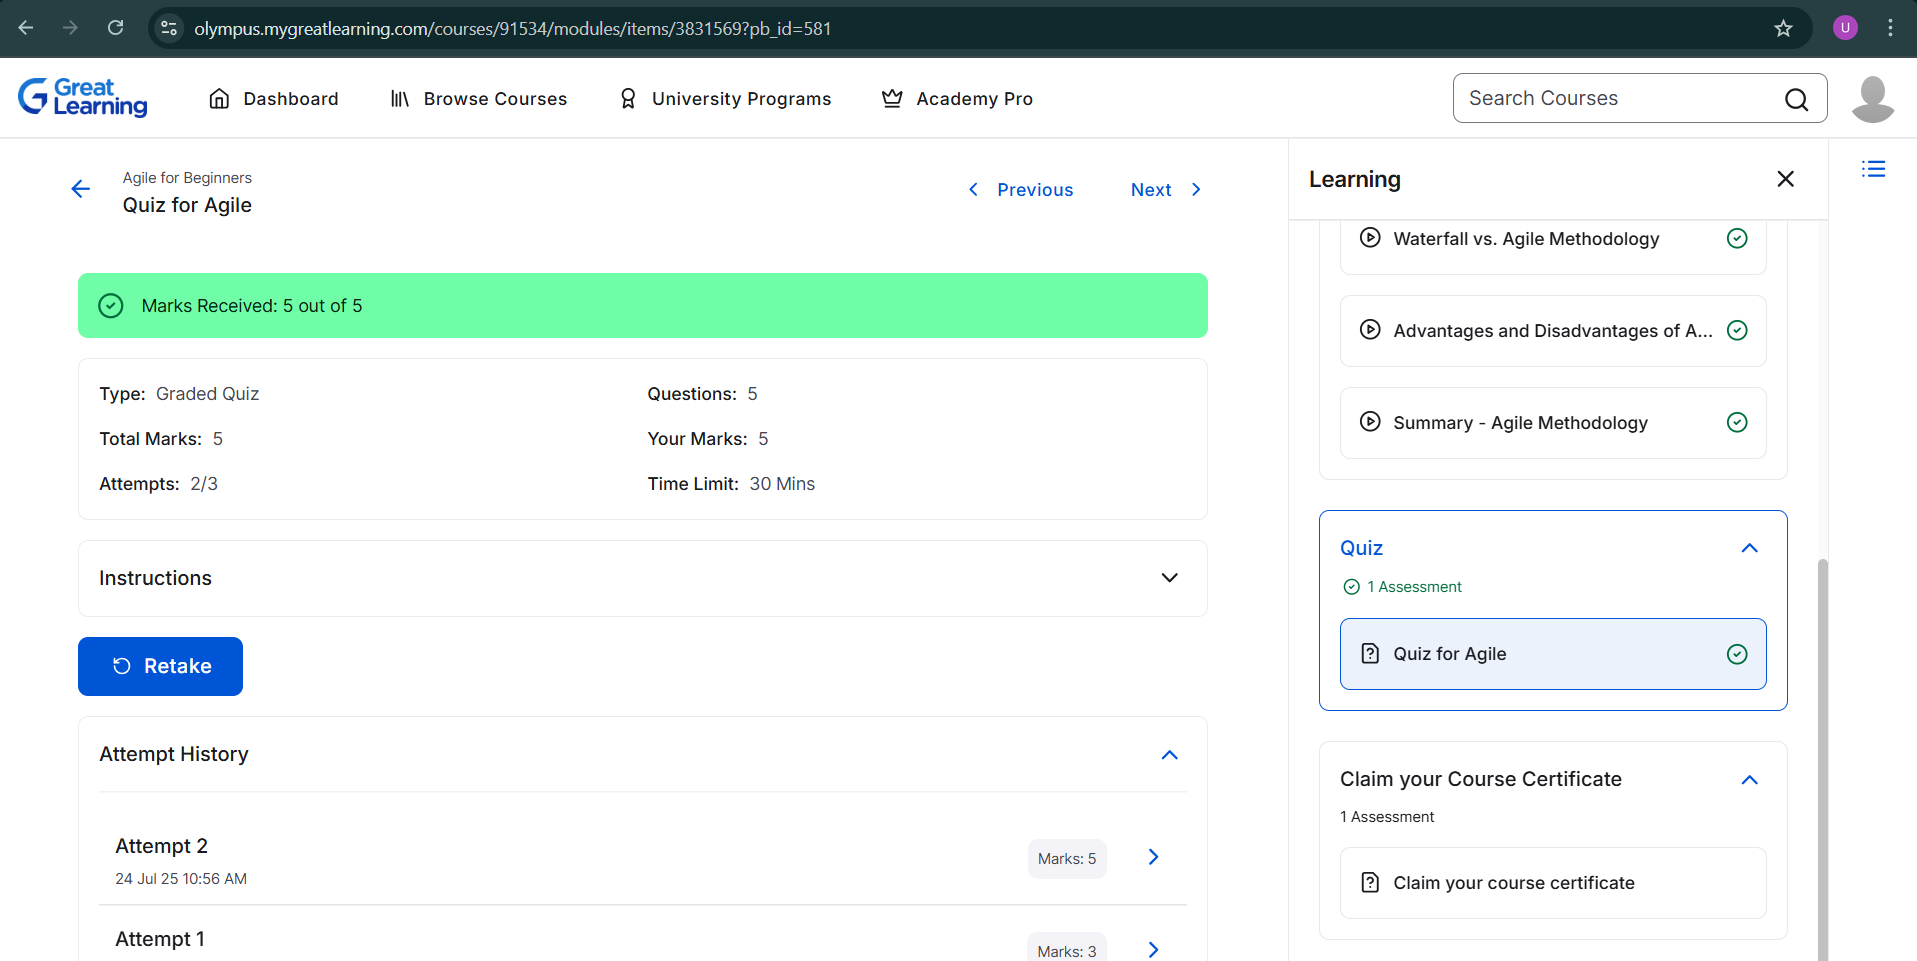 olympus.mygreatlearning.com/courses/91534/modules/items/3831569?pb_id=581
U
Great Learning
Dashboard
Browse Courses
University Programs
Academy Pro
Search Courses
Agile for Beginners
Quiz for Agile
Previous
Next
Marks Received: 5 out of 5
Type: Graded Quiz
Questions: 5
Total Marks: 5
Your Marks: 5
Attempts: 2/3
Time Limit: 30 Mins
Instructions
Retake
Attempt History
Attempt 2
24 Jul 25 10:56 AM
Marks: 5
Attempt 1
Marks: 3
Learning
Waterfall vs. Agile Methodology
Advantages and Disadvantages of A...
Summary - Agile Methodology
Quiz
1 Assessment
Quiz for Agile
Claim your Course Certificate
1 Assessment
Claim your course certificate